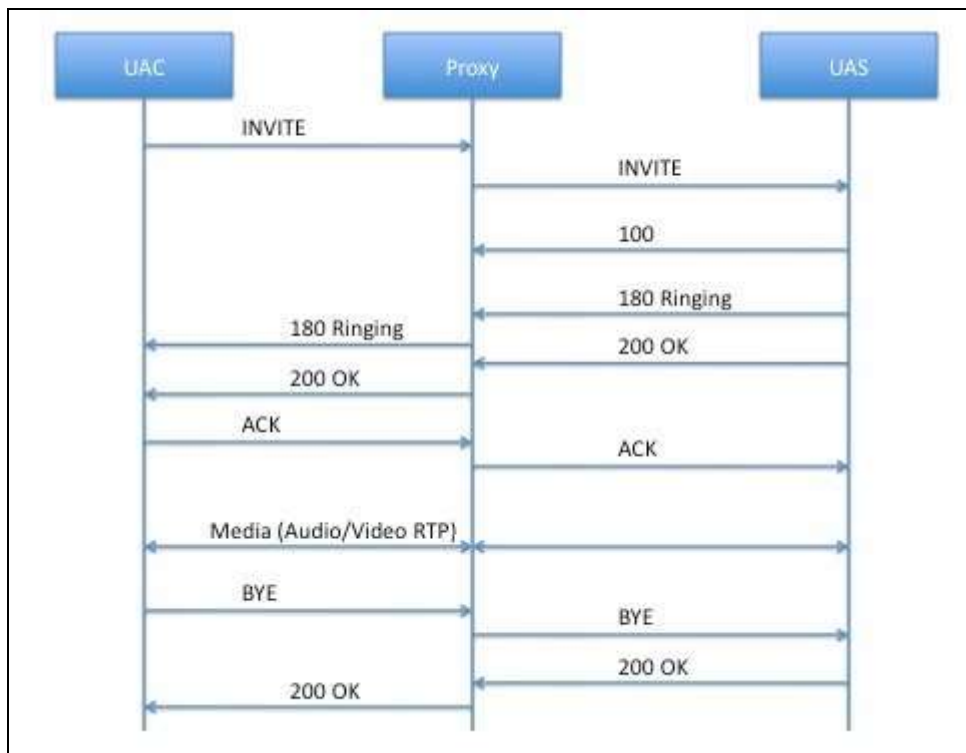 UAC
Proxy
UAS
INVITE
INVITE
100
180 Ringing
180 Ringing
200 OK
200 OK
ACK
ACK
Media (Audio/Video RTP)
BYE
BYE
200 OK
200 OK